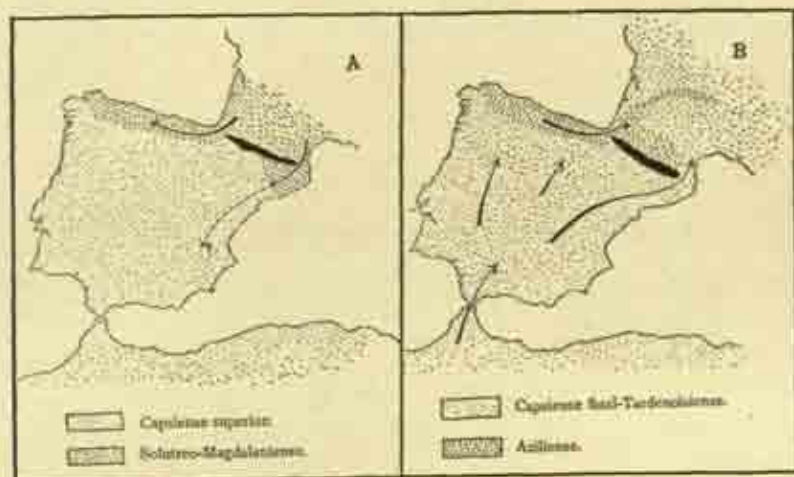 A
B
Capsiense superior.
Solutreo-Magdaleniense.
Capsiense final-Tardenoisiense.
Aziliense.